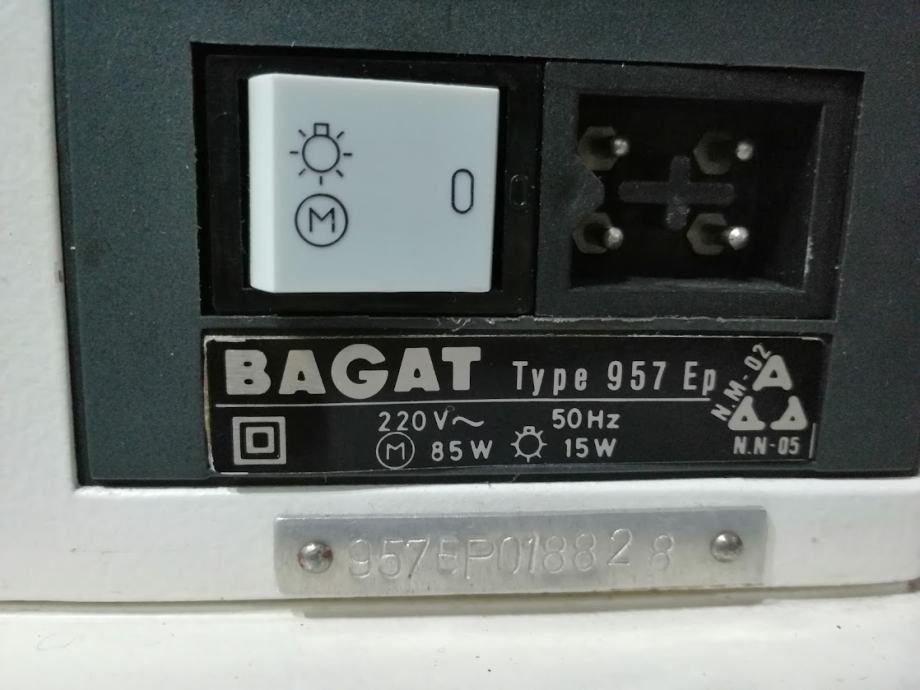 M
0
BAGAT Type 957 Ep
220V~ 50Hz
M 85W 15W
N.M-02
N.N-05
957EP018828